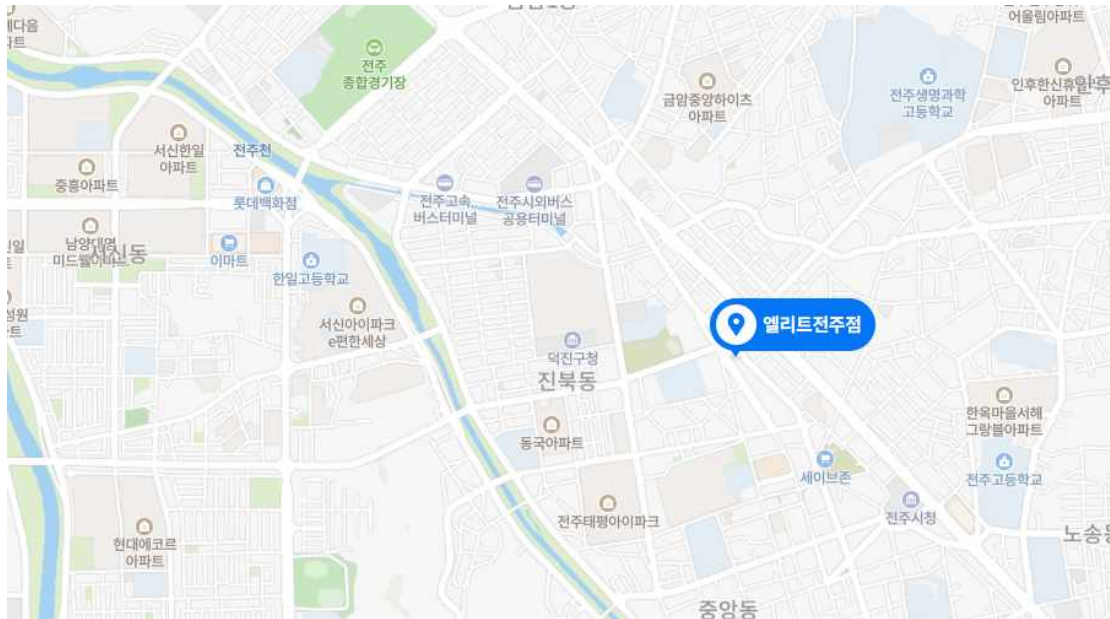 어울림아파트
전주
종합경기장
금암중앙하이츠
아파트
전주생명과학
고등학교
인후한신휴
아파트
서신한일
아파트
전주천
중흥아파트
롯데백화점
전주고속
버스터미널
전주시외버스
공용터미널
남양대명
이마트
한일고등학교
서신아이파크
e편한세상
엘리트전주점
덕진구청
진북동
동국아파트
한옥마을서해
그랑블아파트
세이브존
전주고등학교
전주시청
전주태평아이파크
현대에코르
아파트
노송동
중앙동